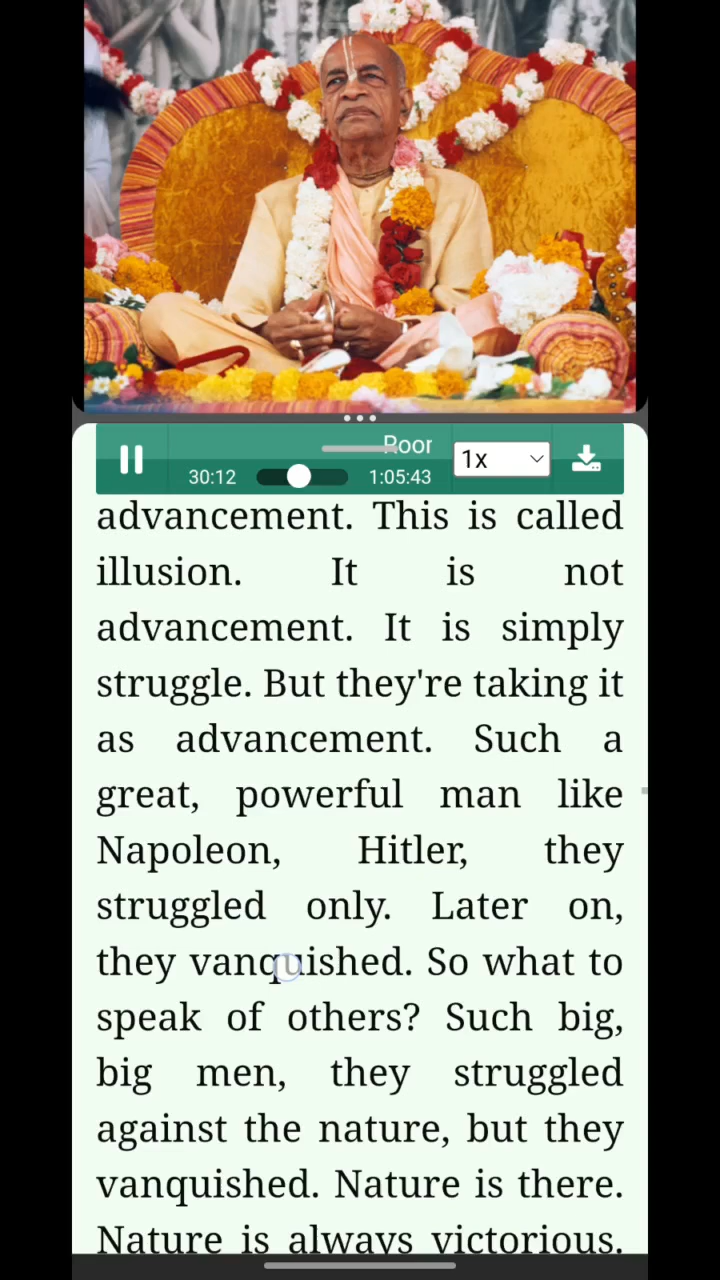 Roor
30:12
1:05:43
1x
advancement. This is called
illusion. It is not
advancement. It is simply
struggle. But they're taking it
as advancement. Such a
great, powerful man like
Napoleon, Hitler, they
struggled only. Later on,
they vanquished. So what to
speak of others? Such big,
big men, they struggled
against the nature, but they
vanquished. Nature is there.
Nature is always victorious.